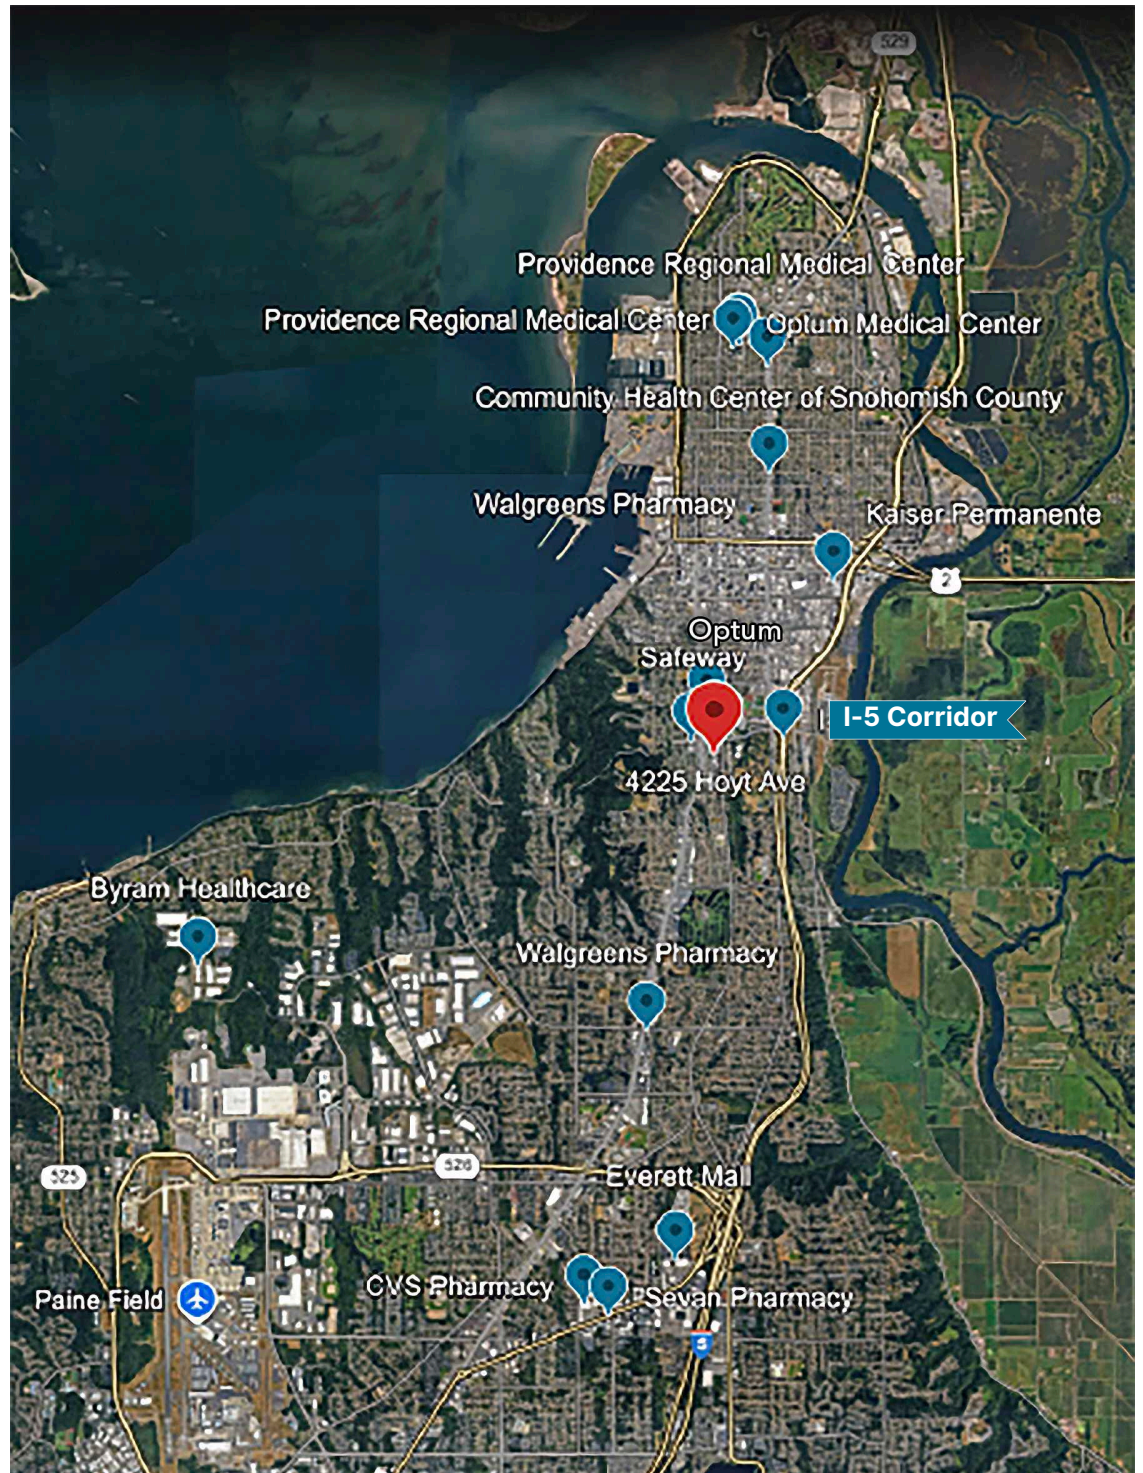 529
Providence Regional Medical Center
Providence Regional Medical Center
Optum Medical Center
Community Health Center of Snohomish County
Walgreens Pharmacy
Kaiser Permanente
2
Optum
Safeway
I-5 Corridor
4225 Hoyt Ave
Byram Healthcare
Walgreens Pharmacy
525
526
Everett Mall
CVS Pharmacy
Sevan Pharmacy
Paine Field
5